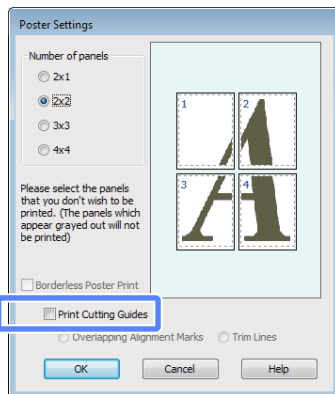 Poster Settings
Number of panels
2x1
2x2
3x3
4x4
1 2
3 4
Please select the panels
that you don't wish to be
printed. (The panels which
appear grayed out will not
be printed)
Borderless Poster Print
Print Cutting Guides
Overlapping Alignment Marks Trim Lines
OK Cancel Help